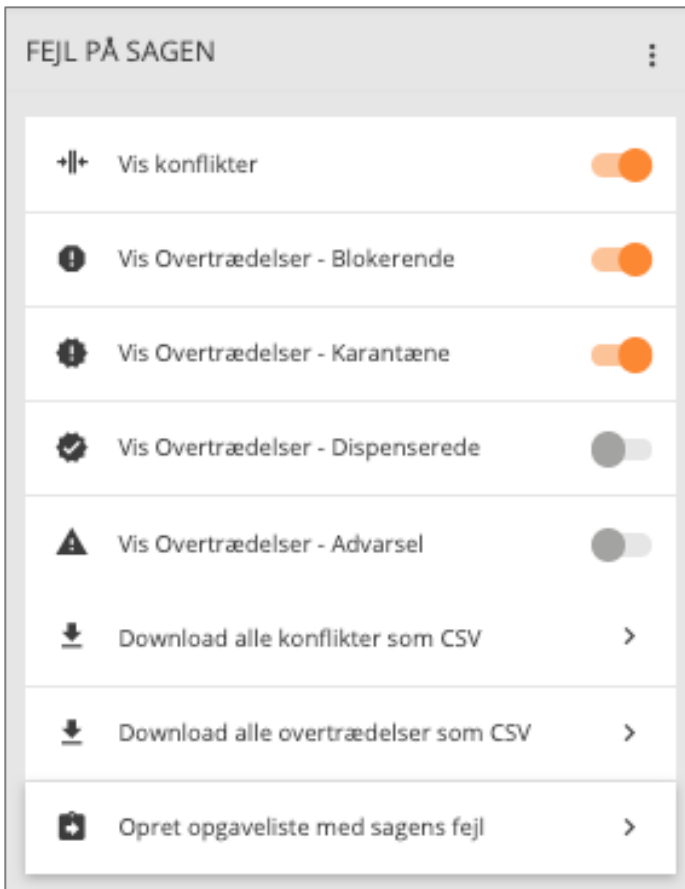 FEJL PÅ SAGEN
Vis konflikter
Vis Overtrædelser - Blokerende
Vis Overtrædelser - Karantæne
Vis Overtrædelser - Dispenserede
Vis Overtrædelser - Advarsel
Download alle konflikter som CSV
Download alle overtrædelser som CSV
Opret opgaveliste med sagens fejl